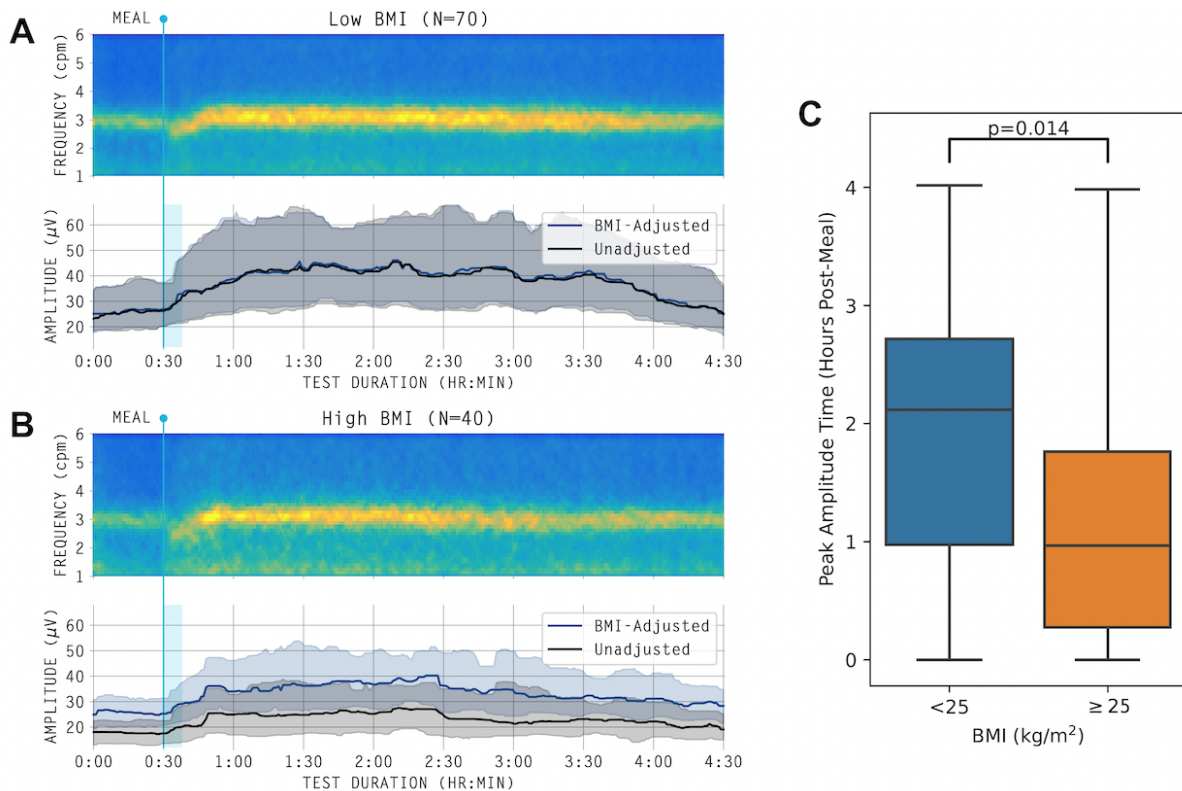 A
MEAL
Low BMI (N=70)
FREQUENCY (cpm)
6
5
4
3
2
1
AMPLITUDE (μV)
60
50
40
30
20
BMI-Adjusted
Unadjusted
0:00 0:30 1:00 1:30 2:00 2:30 3:00 3:30 4:00 4:30
TEST DURATION (HR:MIN)
B
MEAL
High BMI (N=40)
FREQUENCY (cpm)
6
5
4
3
2
1
AMPLITUDE (μV)
60
50
40
30
20
BMI-Adjusted
Unadjusted
0:00 0:30 1:00 1:30 2:00 2:30 3:00 3:30 4:00 4:30
TEST DURATION (HR:MIN)
C
p=0.014
Peak Amplitude Time (Hours Post-Meal)
4
3
2
1
0
<25 ≥25
BMI (kg/m²)